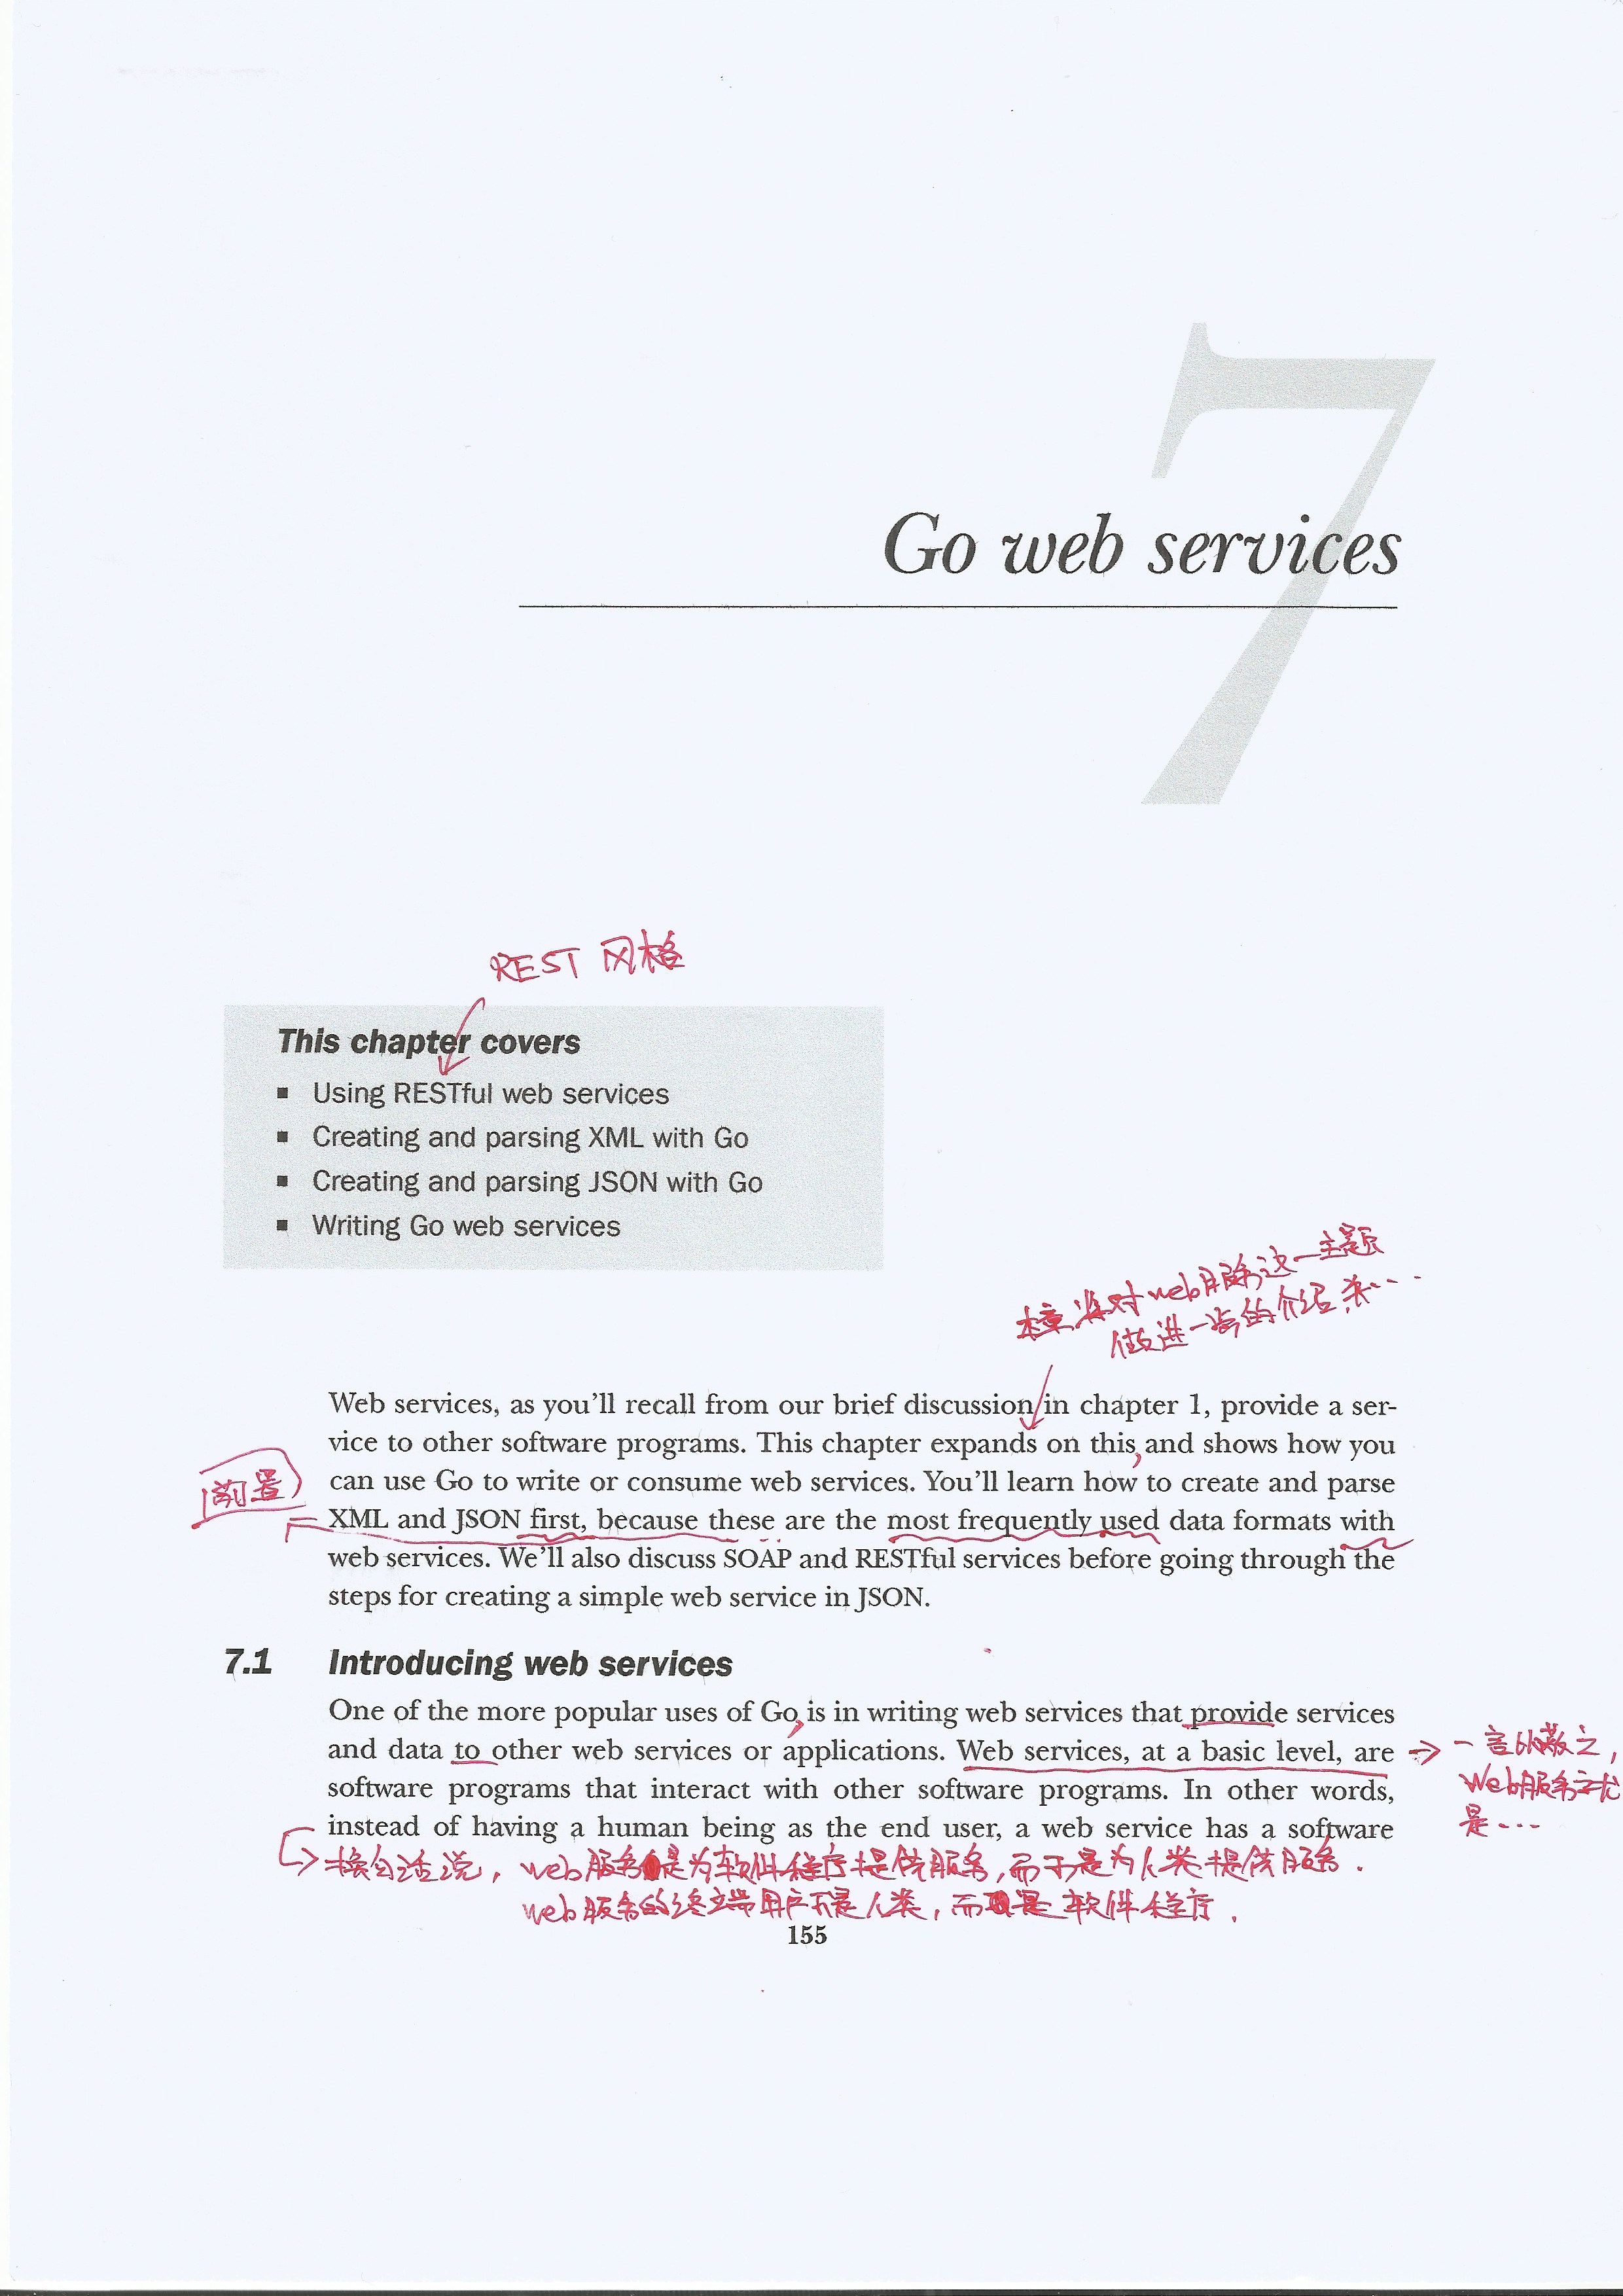 7
Go web services
REST 风格
This chapter covers
▪ Using RESTful web services
▪ Creating and parsing XML with Go
▪ Creating and parsing JSON with Go
▪ Writing Go web services
本章将对web服务这一主题
做进一步的介绍,并...
Web services, as you'll recall from our brief discussion in chapter 1, provide a ser-
vice to other software programs. This chapter expands on this, and shows how you
can use Go to write or consume web services. You'll learn how to create and parse
前置
XML and JSON first, because these are the most frequently used data formats with
web services. We'll also discuss SOAP and RESTful services before going through the
steps for creating a simple web service in JSON.
7.1 Introducing web services
One of the more popular uses of Go, is in writing web services that provide services
and data to other web services or applications. Web services, at a basic level, are
一言以蔽之,
software programs that interact with other software programs. In other words,
Web服务就
是...
instead of having a human being as the end user, a web service has a software
换句话说, web服务是为软件程序提供服务,而不是为人类提供服务.
web服务的终端用户不是人类,而是软件程序.
155